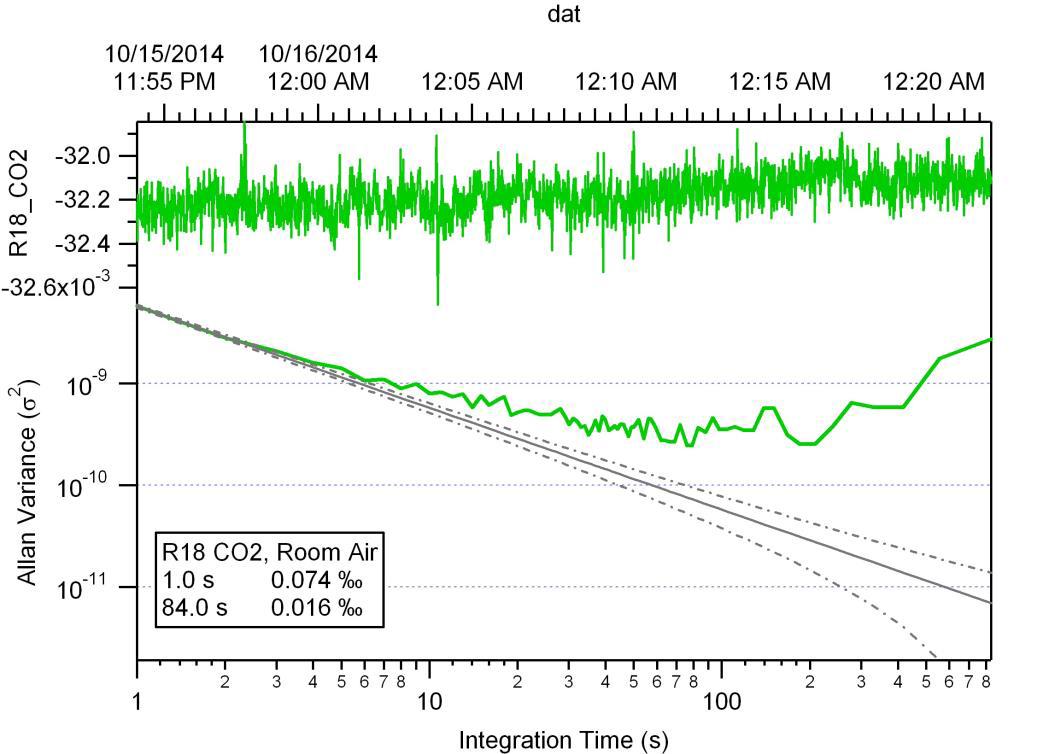 dat
10/15/2014 10/16/2014
11:55 PM 12:00 AM 12:05 AM 12:10 AM 12:15 AM 12:20 AM
R18_CO2
-32.0
-32.2
-32.4
-32.6x10⁻³
Allan Variance (σ²)
10⁻⁹
10⁻¹⁰
10⁻¹¹
R18 CO2, Room Air
1.0 s 0.074 ‰
84.0 s 0.016 ‰
2 3 4 5 6 7 8 2 3 4 5 6 7 8 2 3 4 5 6 7 8
1 10 100
Integration Time (s)